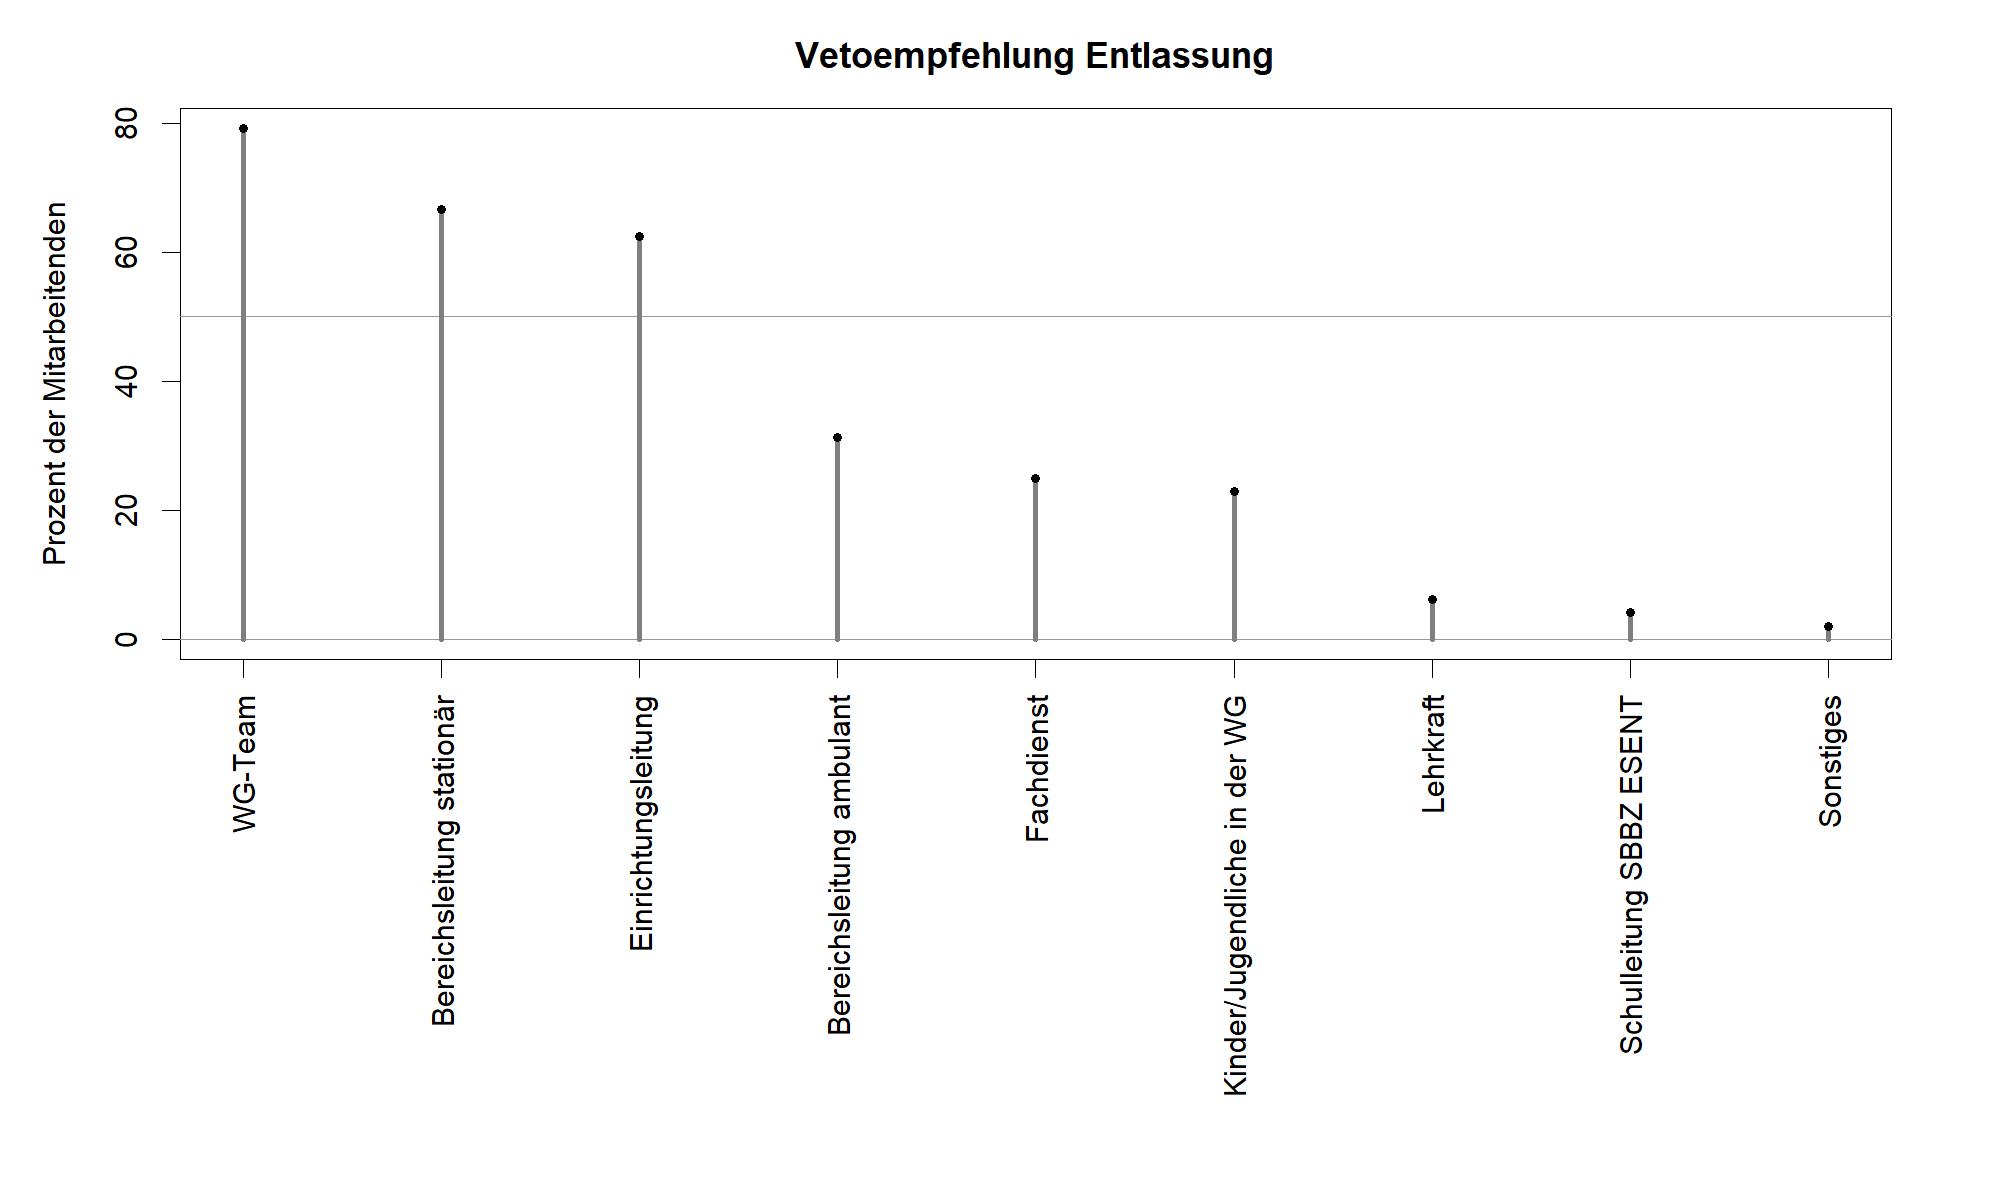 Vetoempfehlung Entlassung
Prozent der Mitarbeitenden
80
60
40
20
0
WG-Team
Bereichsleitung stationär
Einrichtungsleitung
Bereichsleitung ambulant
Fachdienst
Kinder/Jugendliche in der WG
Lehrkraft
Schulleitung SBBZ ESENT
Sonstiges